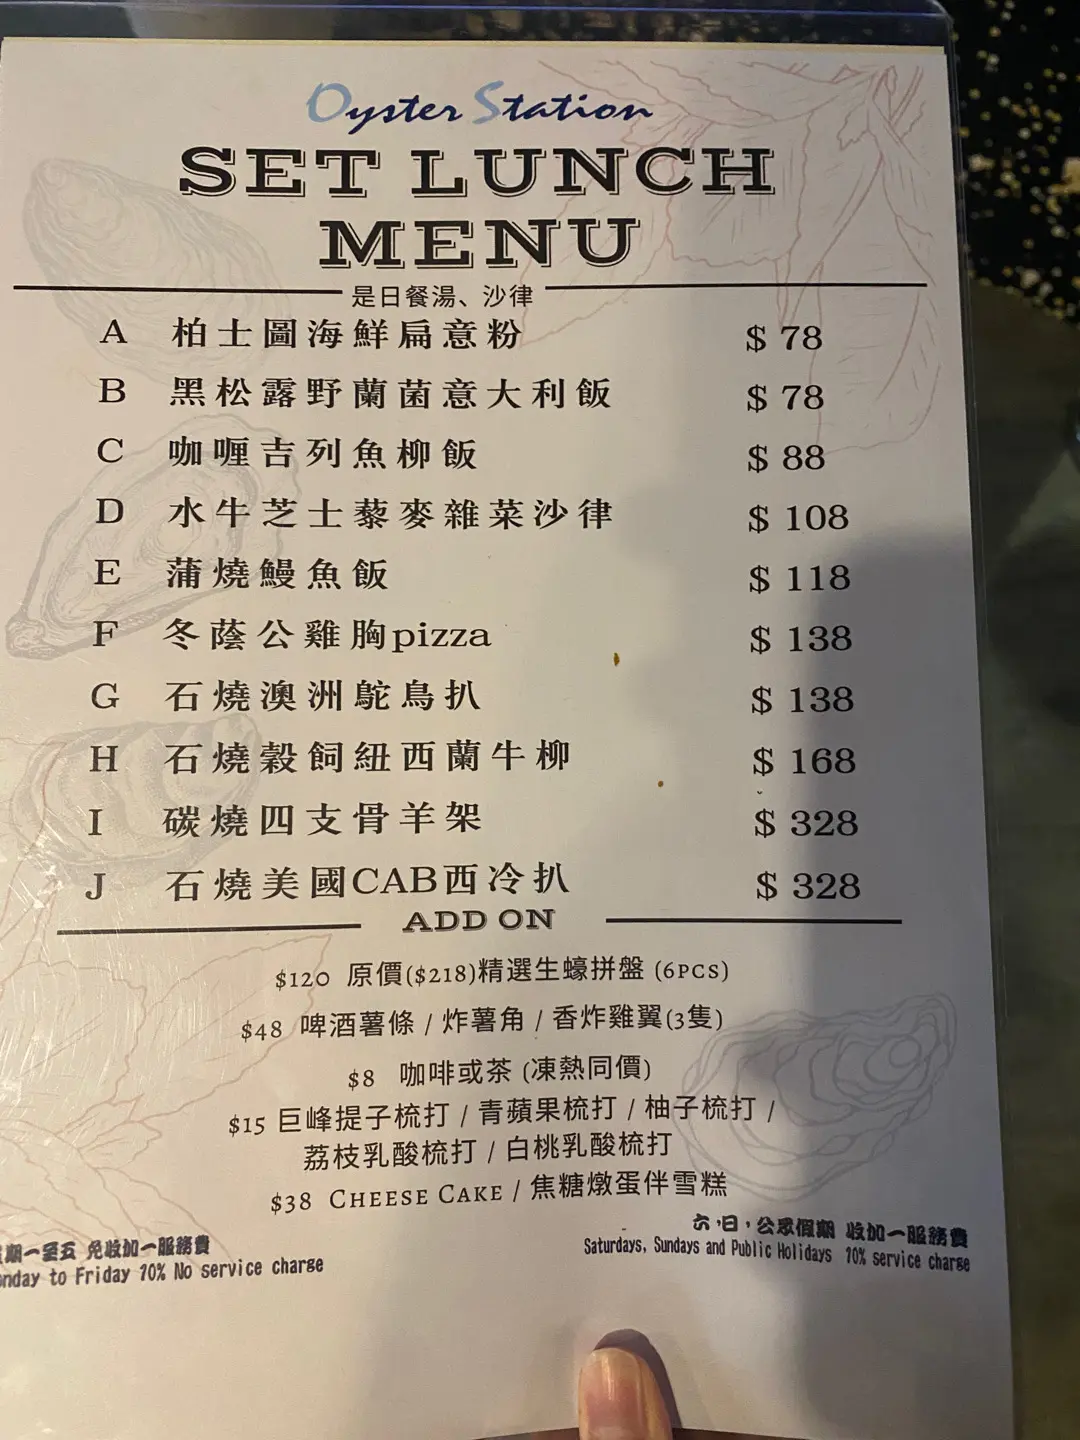 Oyster Station
SET LUNCH
MENU
是日餐湯、沙律
A 柏士圖海鮮扁意粉 $ 78
B 黑松露野蘭菌意大利飯 $ 78
C 咖喱吉列魚柳飯 $ 88
D 水牛芝士藜麥雜菜沙律 $ 108
E 蒲燒鰻魚飯 $ 118
F 冬蔭公雞胸pizza $ 138
G 石燒澳洲鴕鳥扒 $ 138
H 石燒穀飼紐西蘭牛柳 $ 168
I 碳燒四支骨羊架 $ 328
J 石燒美國CAB西冷扒 $ 328
ADD ON
$120 原價($218)精選生蠔拼盤 (6PCS)
$48 啤酒薯條 / 炸薯角 / 香炸雞翼(3隻)
$8 咖啡或茶 (凍熱同價)
$15 巨峰提子梳打 / 青蘋果梳打 / 柚子梳打 /
荔枝乳酸梳打 / 白桃乳酸梳打
$38 CHEESE CAKE / 焦糖燉蛋伴雪糕
期一至五 免收加一服務費
nday to Friday 10% No service charge
六,日,公眾假期 收加一服務費
Saturdays, Sundays and Public Holidays 10% service charge